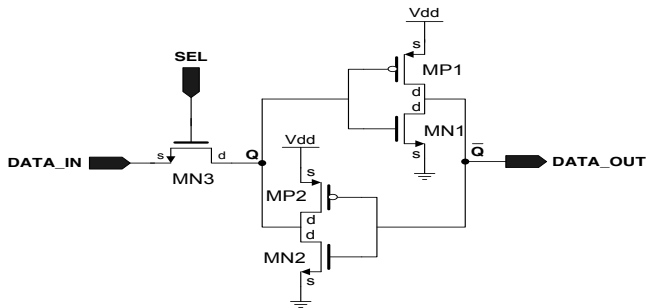 Vdd
s
SEL
MP1
d
d
MN1
Vdd
s
d
Q
Q̅
DATA_IN
DATA_OUT
s
MN3
s
MP2
d
d
MN2
s